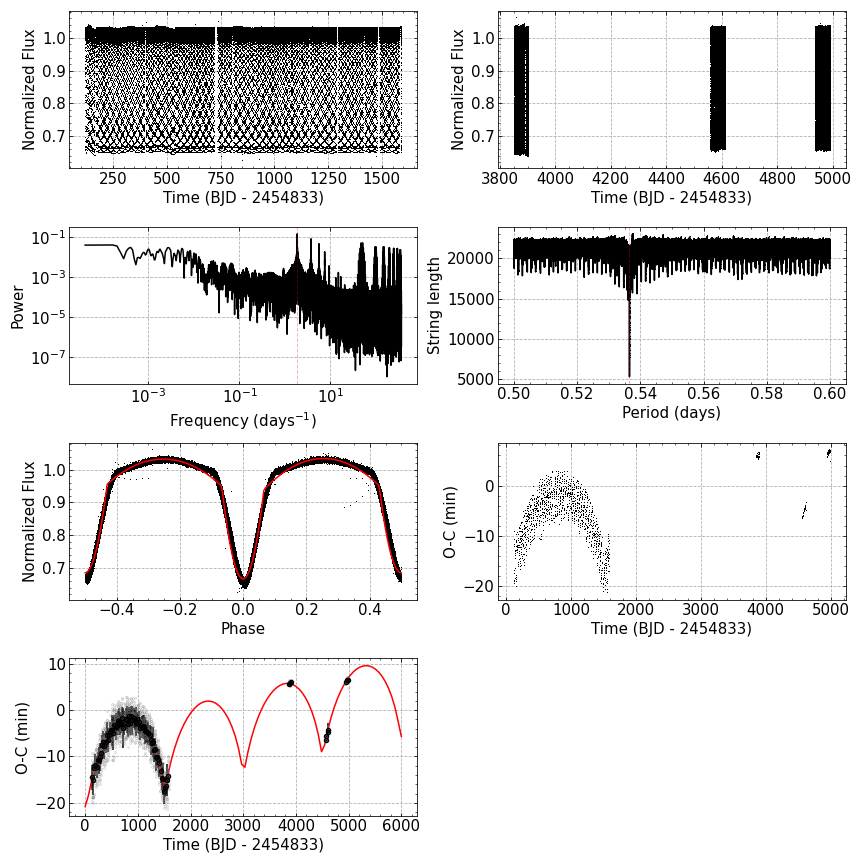 Normalized Flux
1.0
0.9
0.8
0.7
250 500 750 1000 1250 1500
Time (BJD - 2454833)
Normalized Flux
1.0
0.9
0.8
0.7
3800 4000 4200 4400 4600 4800 5000
Time (BJD - 2454833)
Power
10⁻¹
10⁻³
10⁻⁵
10⁻⁷
10⁻³ 10⁻¹ 10¹
Frequency (days⁻¹)
String length
20000
15000
10000
5000
0.50 0.52 0.54 0.56 0.58 0.60
Period (days)
Normalized Flux
1.0
0.9
0.8
0.7
−0.4 −0.2 0.0 0.2 0.4
Phase
O-C (min)
0
−10
−20
0 1000 2000 3000 4000 5000
Time (BJD - 2454833)
O-C (min)
10
0
−10
−20
0 1000 2000 3000 4000 5000 6000
Time (BJD - 2454833)